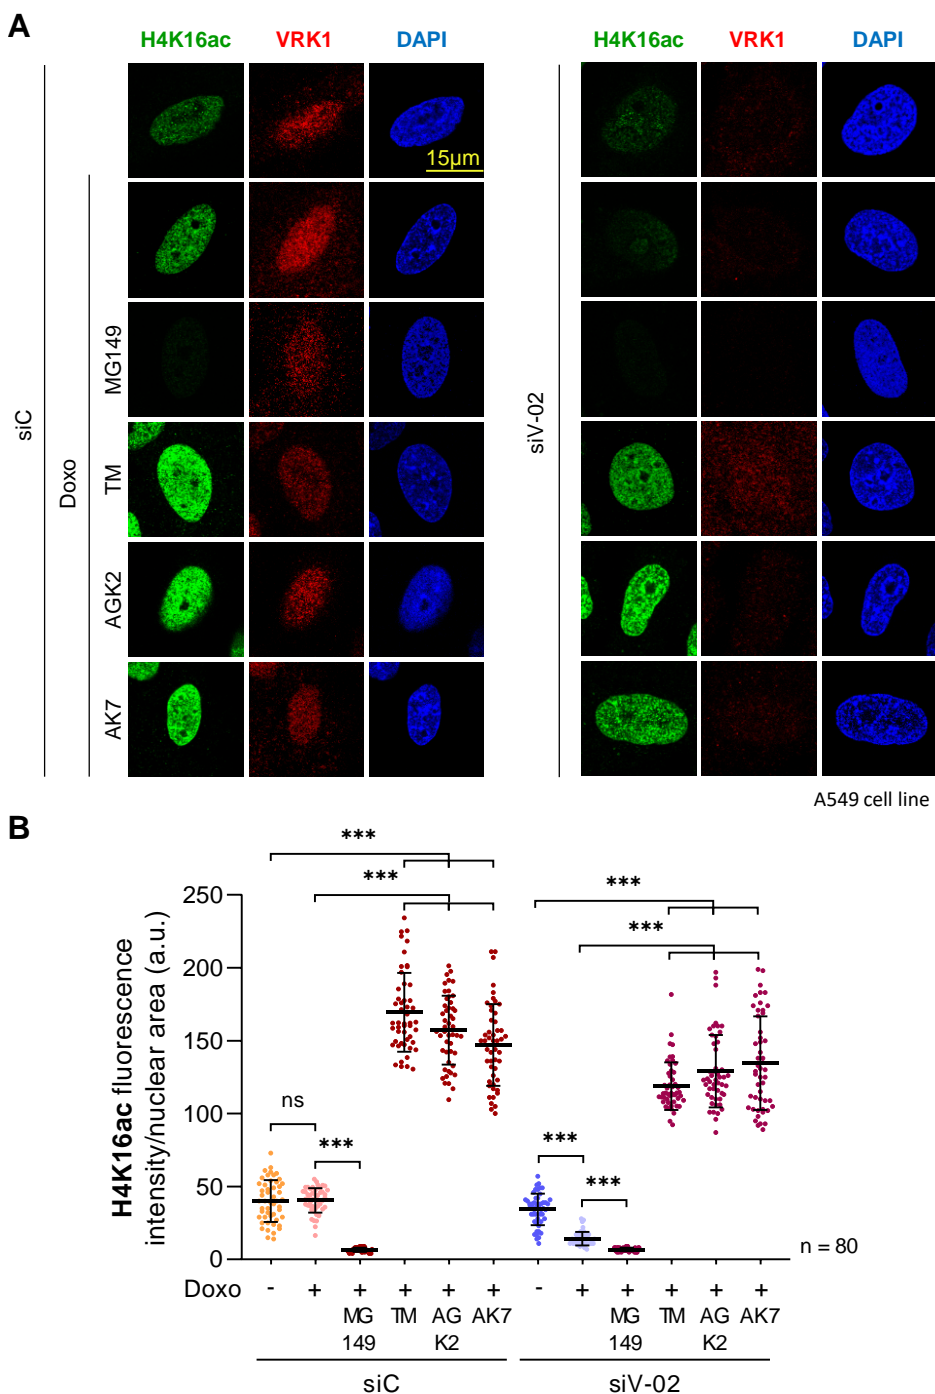 A
H4K16ac VRK1 DAPI
H4K16ac VRK1 DAPI
15µm
siC
Doxo
MG149
TM
AGK2
AK7
siV-02
A549 cell line
B
H4K16ac fluorescence
intensity/nuclear area (a.u.)
250
200
150
100
50
0
***
***
ns
***
***
***
***
***
n = 80
Doxo - + + + + + - + + + + +
MG TM AG AK7 MG TM AG AK7
149 K2 149 K2
siC siV-02